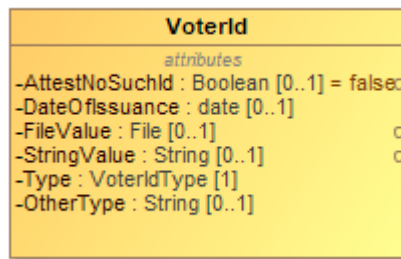 VoterId
attributes
-AttestNoSuchId : Boolean [0..1] = false
-DateOfIssuance : date [0..1]
-FileValue : File [0..1]
-StringValue : String [0..1]
-Type : VoterIdType [1]
-OtherType : String [0..1]